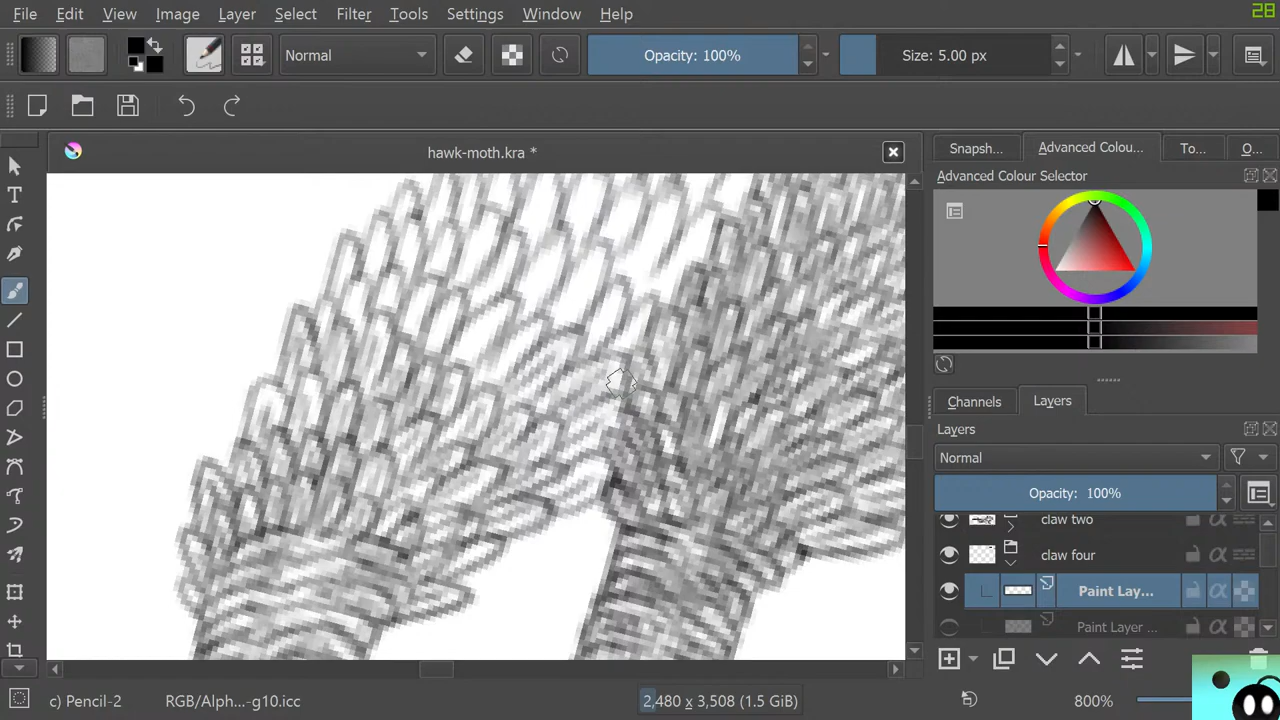 28
File Edit View Image Layer Select Filter Tools Settings Window Help
Normal Opacity: 100% Size: 5.00 px
hawk-moth.kra *
Snapsh... Advanced Colou... To... O...
Advanced Colour Selector
Channels Layers
Layers
Normal
Opacity: 100%
claw two
claw four
Paint Lay...
Paint Layer ...
c) Pencil-2 RGB/Alph...-g10.icc 2,480 x 3,508 (1.5 GiB) 800%